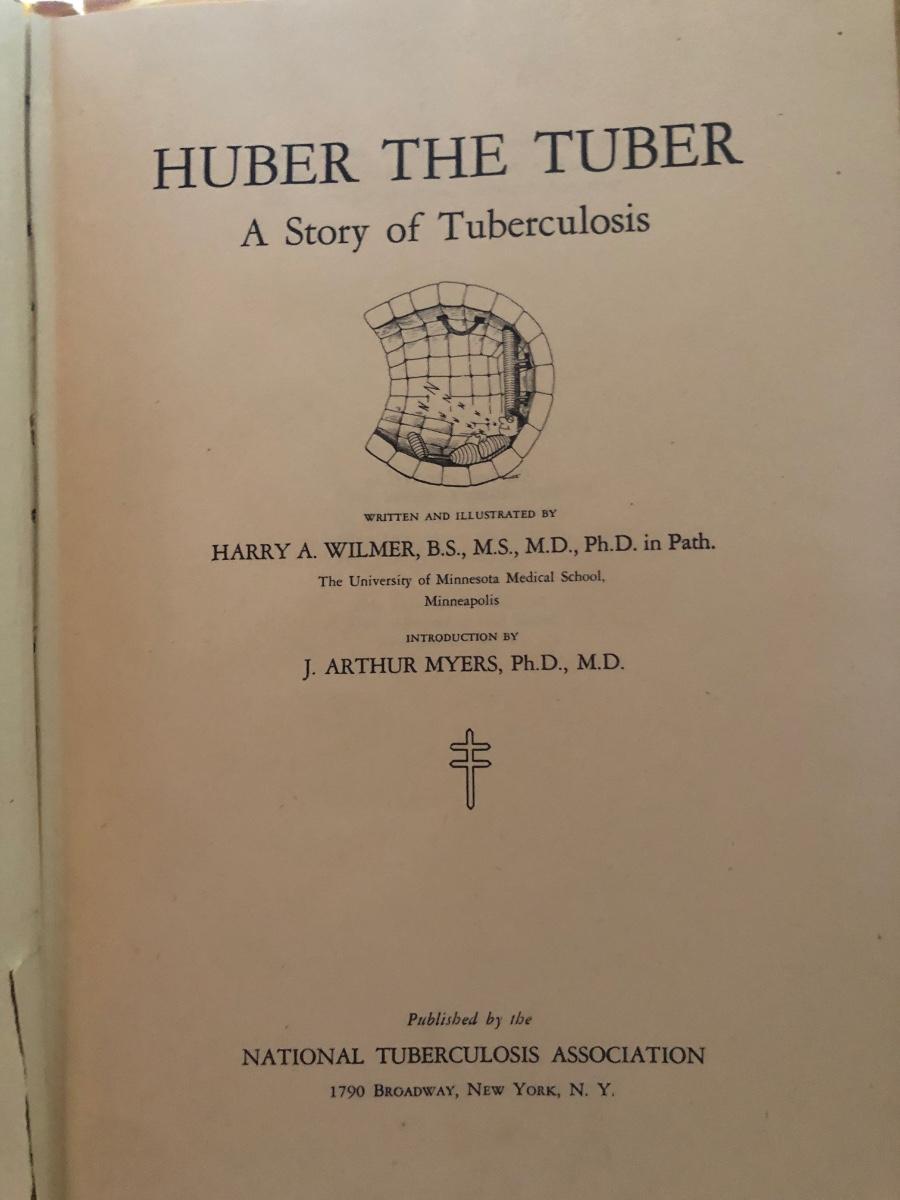 HUBER THE TUBER
A Story of Tuberculosis
WRITTEN AND ILLUSTRATED BY
HARRY A. WILMER, B.S., M.S., M.D., Ph.D. in Path.
The University of Minnesota Medical School,
Minneapolis
INTRODUCTION BY
J. ARTHUR MYERS, Ph.D., M.D.
Published by the
NATIONAL TUBERCULOSIS ASSOCIATION
1790 BROADWAY, NEW YORK, N. Y.